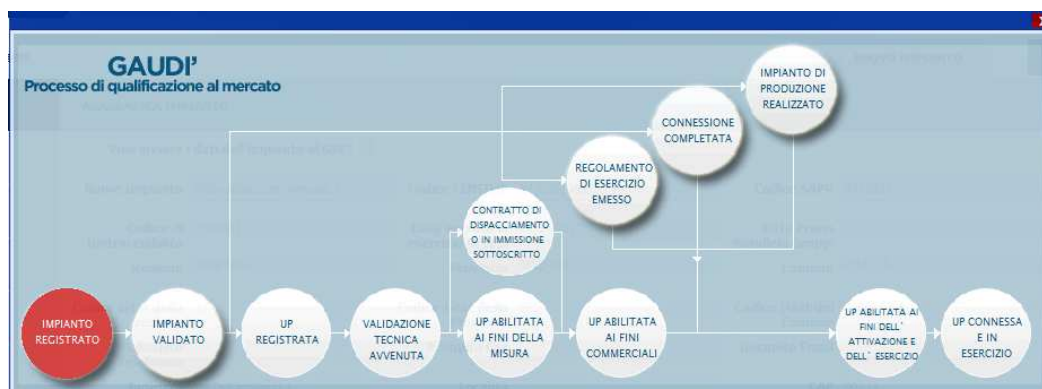 GAUDI'
Processo di qualificazione al mercato
IMPIANTO DI
PRODUZIONE
REALIZZATO
CONNESSIONE
COMPLETATA
REGOLAMENTO
DI ESERCIZIO
EMESSO
CONTRATTO DI
DISPACCIAMENTO
O IN IMMISSIONE
SOTTOSCRITTO
IMPIANTO
REGISTRATO
IMPIANTO
VALIDATO
UP
REGISTRATA
VALIDAZIONE
TECNICA
AVVENUTA
UP ABILITATA
AI FINI DELLA
MISURA
UP ABILITATA
AI FINI
COMMERCIALI
UP ABILITATA AI
FINI DELL`
ATTIVAZIONE E
DELL` ESERCIZIO
UP CONNESSA
E IN
ESERCIZIO